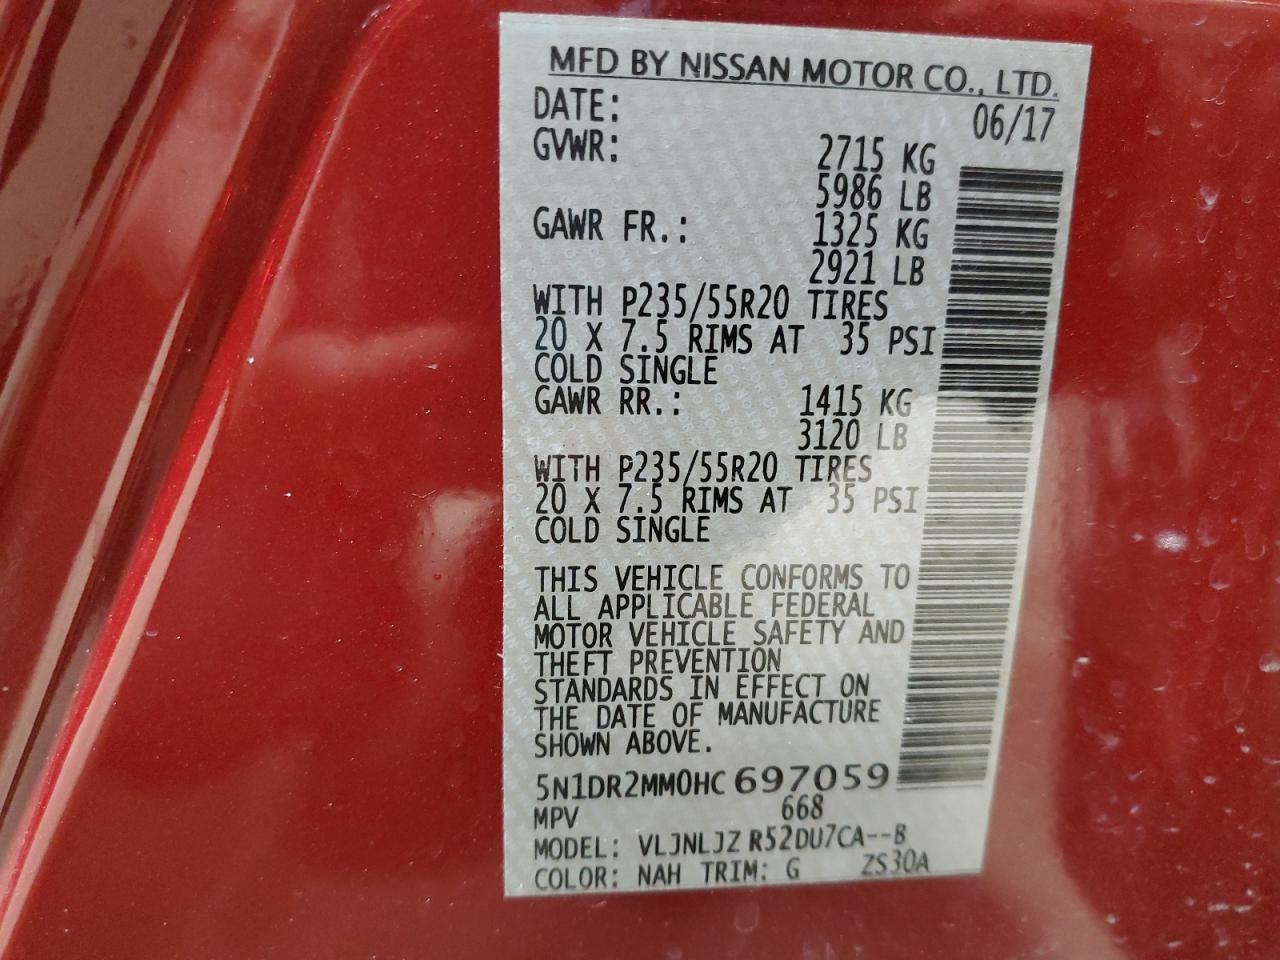 MFD BY NISSAN MOTOR CO., LTD.
DATE: 06/17
GVWR: 2715 KG
5986 LB
GAWR FR.: 1325 KG
2921 LB
WITH P235/55R20 TIRES
20 X 7.5 RIMS AT 35 PSI
COLD SINGLE
GAWR RR.: 1415 KG
3120 LB
WITH P235/55R20 TIRES
20 X 7.5 RIMS AT 35 PSI
COLD SINGLE
THIS VEHICLE CONFORMS TO
ALL APPLICABLE FEDERAL
MOTOR VEHICLE SAFETY AND
THEFT PREVENTION
STANDARDS IN EFFECT ON
THE DATE OF MANUFACTURE
SHOWN ABOVE.
5N1DR2MM0HC697059
MPV 668
MODEL: VLJNLJZ R52DU7CA--B
COLOR: NAH TRIM: G ZS30A